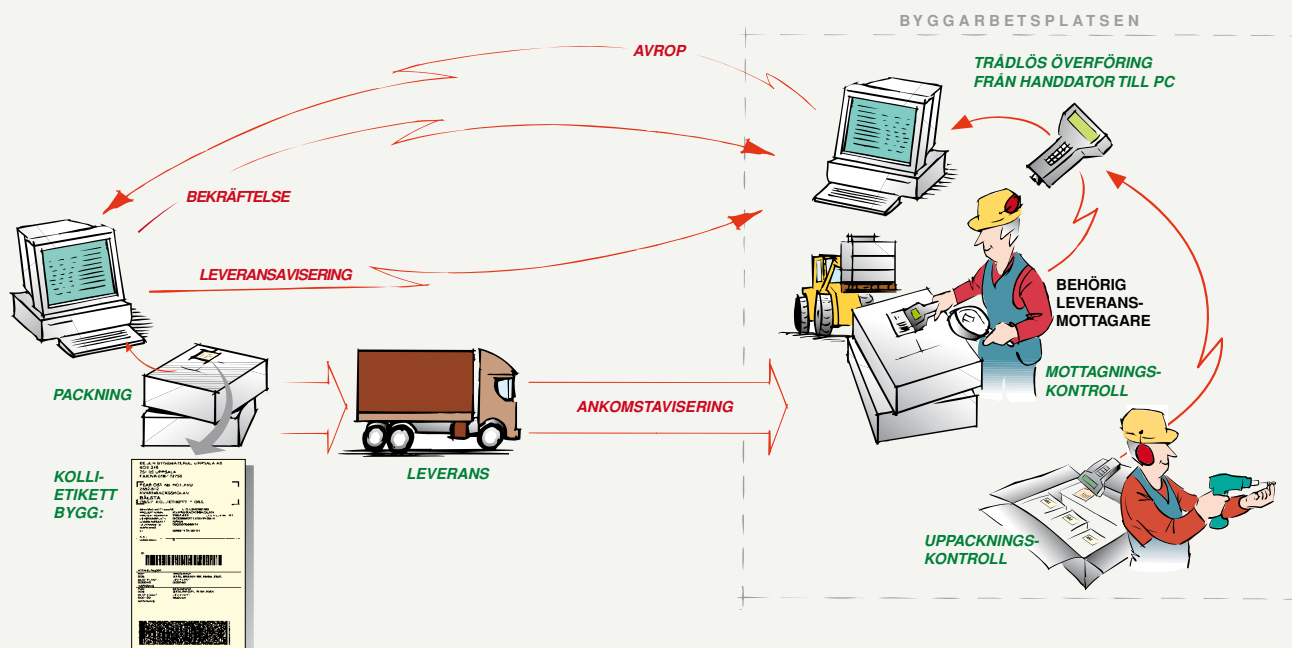 BYGGARBETSPLATSEN
AVROP
TRÅDLÖS ÖVERFÖRING
FRÅN HANDDATOR TILL PC
BEKRÄFTELSE
LEVERANSAVISERING
BEHÖRIG
LEVERANS-
MOTTAGARE
MOTTAGNINGS-
KONTROLL
PACKNING
ANKOMSTAVISERING
LEVERANS
KOLLI-
ETIKETT
BYGG:
UPPACKNINGS-
KONTROLL